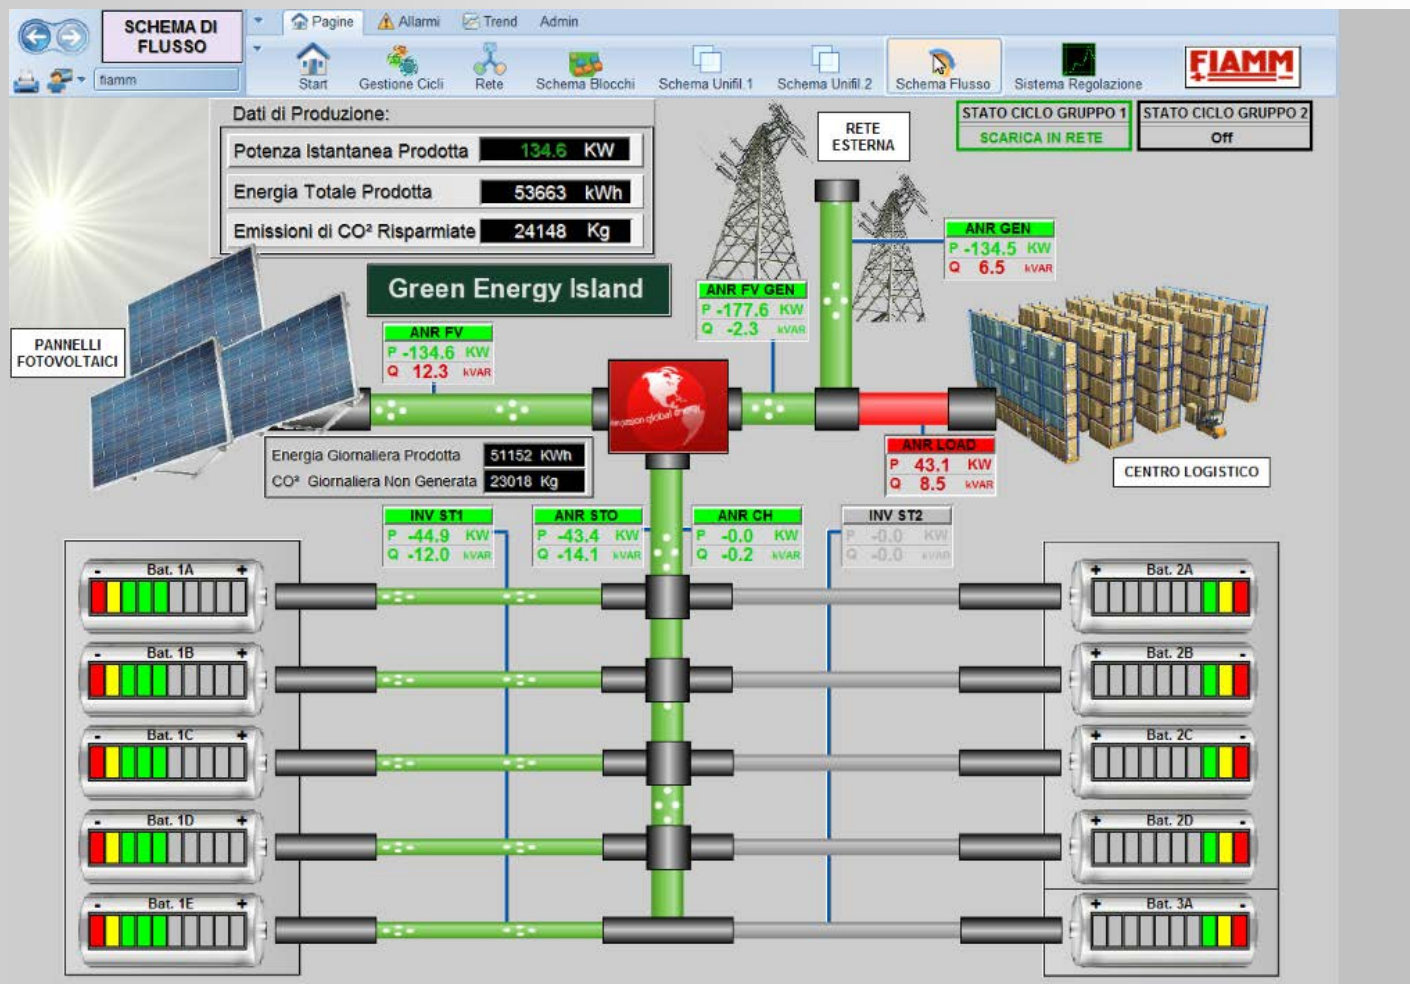 SCHEMA DI
FLUSSO
Pagine
Allarmi
Trend
Admin
fiamm
Start
Gestione Cicli
Rete
Schema Blocchi
Schema Unifil.1
Schema Unifil.2
Schema Flusso
Sistema Regolazione
FIAMM
Dati di Produzione:
Potenza Istantanea Prodotta 134.6 KW
Energia Totale Prodotta 53663 kWh
Emissioni di CO² Risparmiate 24148 Kg
RETE
ESTERNA
STATO CICLO GRUPPO 1
SCARICA IN RETE
STATO CICLO GRUPPO 2
Off
ANR GEN
P -134.5 KW
Q 6.5 kVAR
Green Energy Island
ANR FV GEN
P -177.6 KW
Q -2.3 kVAR
PANNELLI
FOTOVOLTAICI
ANR FV
P -134.6 KW
Q 12.3 kVAR
global energy
Energia Giornaliera Prodotta 51152 KWh
CO² Giornaliera Non Generata 23018 Kg
ANR LOAD
P 43.1 KW
Q 8.5 kVAR
CENTRO LOGISTICO
INV ST1
P -44.9 KW
Q -12.0 kVAR
ANR STO
P -43.4 KW
Q -14.1 kVAR
ANR CH
P -0.0 KW
Q -0.2 kVAR
INV ST2
P -0.0 KW
Q -0.0 kVAR
- Bat. 1A +
- Bat. 1B +
- Bat. 1C +
- Bat. 1D +
- Bat. 1E +
+ Bat. 2A -
+ Bat. 2B -
+ Bat. 2C -
+ Bat. 2D -
+ Bat. 3A -